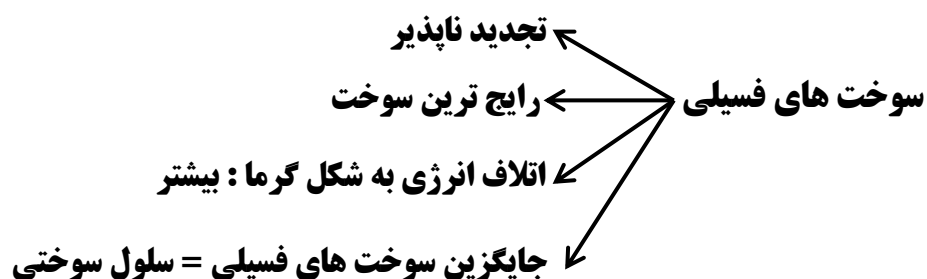 تجدید ناپذیر
سوخت های فسیلی
رایج ترین سوخت
اتلاف انرژی به شکل گرما : بیشتر
جایگزین سوخت های فسیلی = سلول سوختی